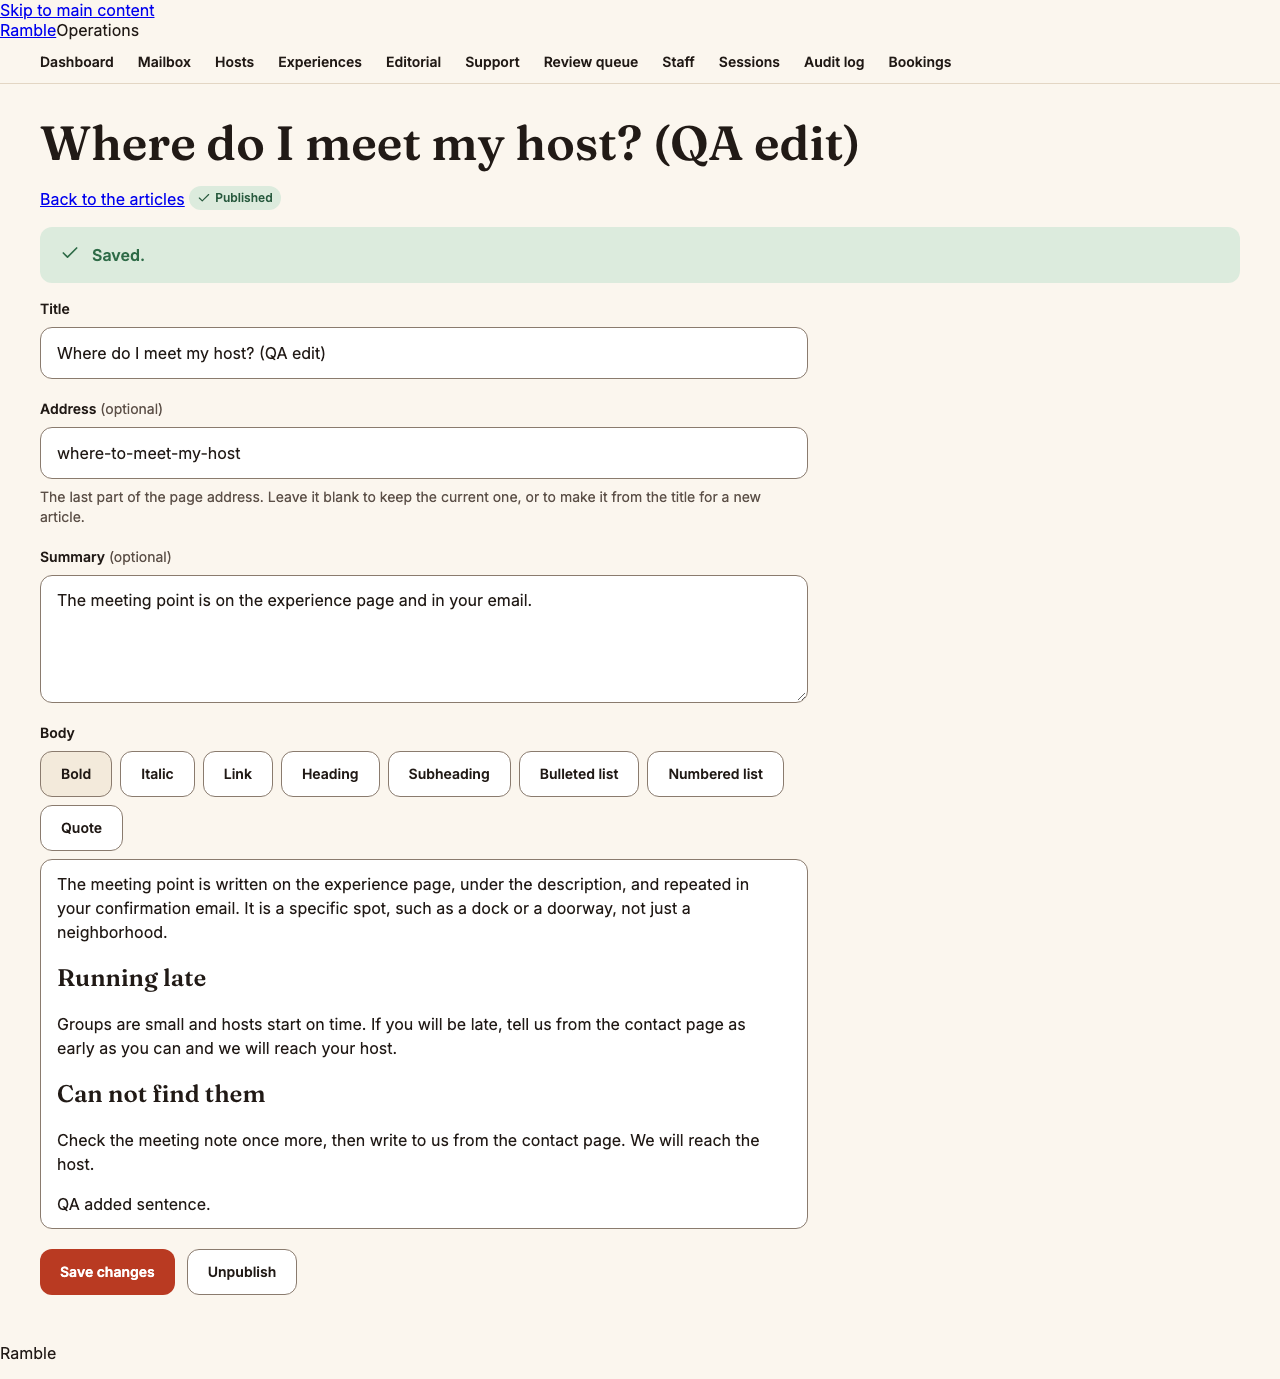 Skip to main content
RambleOperations
Dashboard Mailbox Hosts Experiences Editorial Support Review queue Staff Sessions Audit log Bookings
Where do I meet my host? (QA edit)
Back to the articles Published
Saved.
Title
Where do I meet my host? (QA edit)
Address (optional)
where-to-meet-my-host
The last part of the page address. Leave it blank to keep the current one, or to make it from the title for a new
article.
Summary (optional)
The meeting point is on the experience page and in your email.
Body
Bold Italic Link Heading Subheading Bulleted list Numbered list
Quote
The meeting point is written on the experience page, under the description, and repeated in
your confirmation email. It is a specific spot, such as a dock or a doorway, not just a
neighborhood.
Running late
Groups are small and hosts start on time. If you will be late, tell us from the contact page as
early as you can and we will reach your host.
Can not find them
Check the meeting note once more, then write to us from the contact page. We will reach the
host.
QA added sentence.
Save changes Unpublish
Ramble